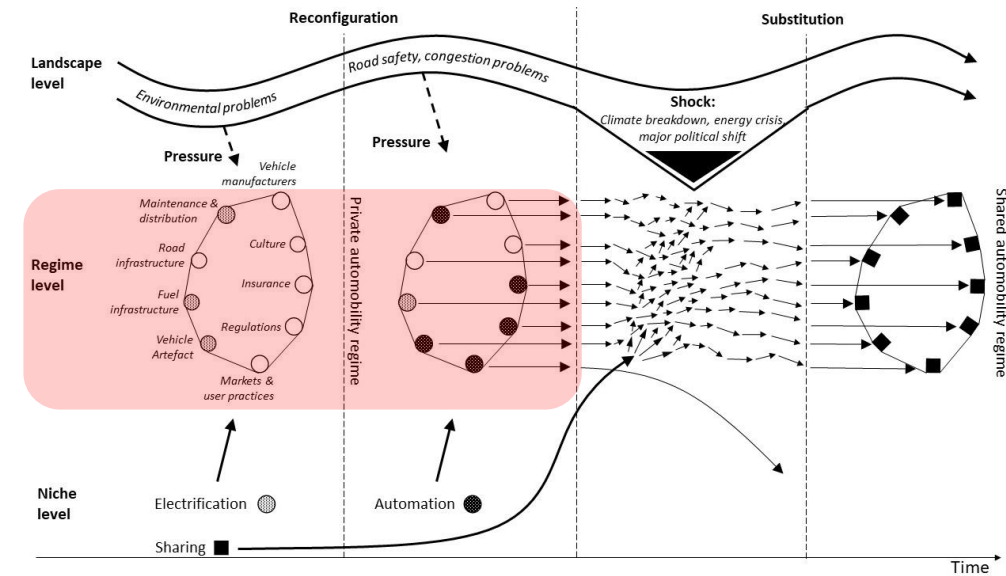 Reconfiguration
Substitution
Landscape
level
Environmental problems
Road safety, congestion problems
Shock:
Climate breakdown, energy crisis,
major political shift
Pressure
Pressure
Vehicle
manufacturers
Maintenance &
distribution
Road
infrastructure
Culture
Regime
level
Insurance
Fuel
infrastructure
Regulations
Vehicle
Artefact
Markets &
user practices
Private automobility regime
Shared automobility regime
Niche
level
Electrification
Automation
Sharing
Time